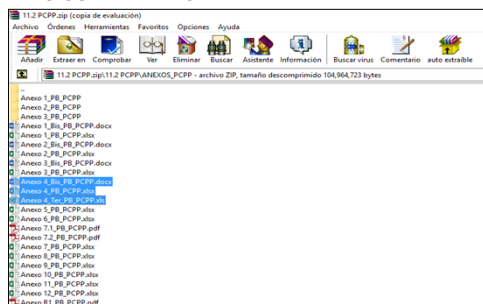 11.2 PCPP.zip (copia de evaluación)
Archivo Órdenes Herramientas Favoritos Opciones Ayuda
Añadir Extraer en Comprobar Ver Eliminar Buscar Asistente Información Buscar virus Comentario auto extraíble
11.2 PCPP.zip\11.2 PCPP\ANEXOS_PCPP - archivo ZIP, tamaño descomprimido 104,964,723 bytes
..
Anexo 1_PB_PCPP
Anexo 2_PB_PCPP
Anexo 3_PB_PCPP
Anexo 1_Bis_PB_PCPP.docx
Anexo 1_PB_PCPP.xlsx
Anexo 2_Bis_PB_PCPP.docx
Anexo 2_PB_PCPP.xlsx
Anexo 3_Bis_PB_PCPP.docx
Anexo 3_PB_PCPP.xlsx
Anexo 4_Bis_PB_PCPP.docx
Anexo 4_PB_PCPP.xlsx
Anexo 4_Ter_PB_PCPP.xls
Anexo 5_PB_PCPP.xlsx
Anexo 6_PB_PCPP.xlsx
Anexo 7.1_PB_PCPP.pdf
Anexo 7.2_PB_PCPP.pdf
Anexo 7_PB_PCPP.xlsx
Anexo 8_PB_PCPP.xlsx
Anexo 9_PB_PCPP.xlsx
Anexo 10_PB_PCPP.xlsx
Anexo 11_PB_PCPP.xlsx
Anexo 12_PB_PCPP.xlsx
Anexo B1_PB_PCPP.pdf